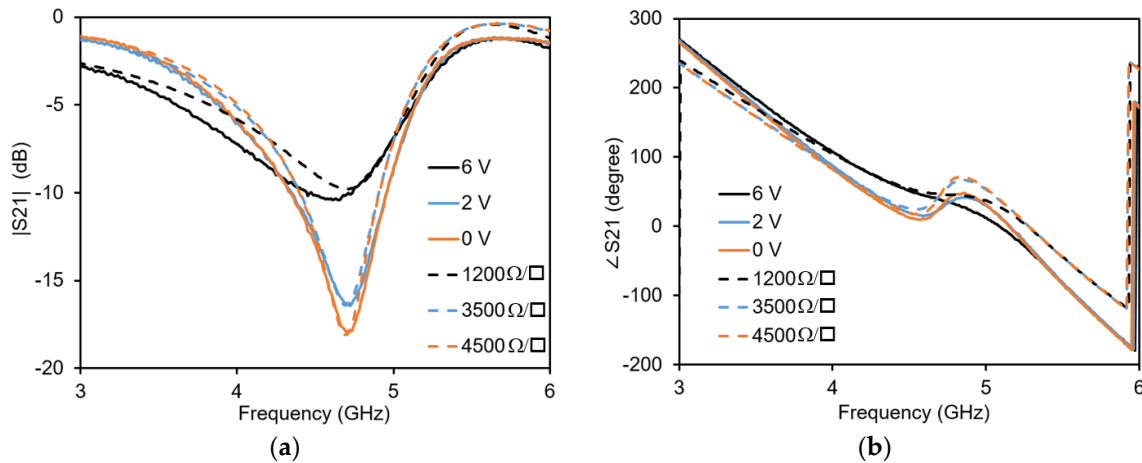 0
-5
-10
-15
-20
|S21| (dB)
3
4
5
6
Frequency (GHz)
6 V
2 V
0 V
1200Ω/□
3500Ω/□
4500Ω/□
(a)
300
200
100
0
-100
-200
∠S21 (degree)
3
4
5
6
Frequency (GHz)
6 V
2 V
0 V
1200Ω/□
3500Ω/□
4500Ω/□
(b)